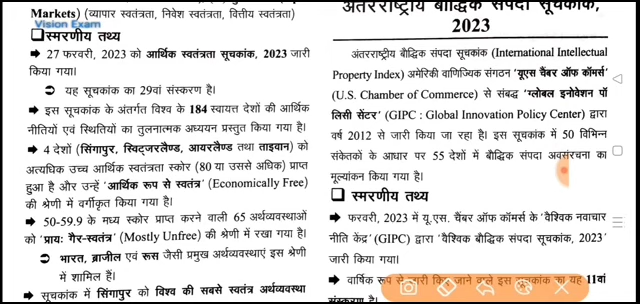 Markets) (व्यापार स्वतंत्रता, निवेश स्वतंत्रता, वित्तीय स्वतंत्रता)
Vision Exam
❑स्मरणीय तथ्य
➔ 27 फरवरी, 2023 को आर्थिक स्वतंत्रता सूचकांक, 2023 जारी
किया गया।
➲ यह सूचकांक का 29वां संस्करण है।
➔ इस सूचकांक के अंतर्गत विश्व के 184 स्वायत्त देशों की आर्थिक
नीतियों एवं स्थितियों का तुलनात्मक अध्ययन प्रस्तुत किया गया है।
➔ 4 देशों (सिंगापुर, स्विट्जरलैण्ड, आयरलैण्ड तथा ताइवान) को
अत्यधिक उच्च आर्थिक स्वतंत्रता स्कोर (80 या उससे अधिक) प्राप्त
हुआ है और उन्हें 'आर्थिक रूप से स्वतंत्र' (Economically Free)
की श्रेणी में वर्गीकृत किया गया है।
➔ 50-59.9 के मध्य स्कोर प्राप्त करने वाली 65 अर्थव्यवस्थाओं
को 'प्रायः गैर-स्वतंत्र' (Mostly Unfree) की श्रेणी में रखा गया है।
➲ भारत, ब्राजील एवं रूस जैसी प्रमुख अर्थव्यवस्थाएं इस श्रेणी
में शामिल हैं।
➔ सूचकांक में सिंगापुर को विश्व की सबसे स्वतंत्र अर्थव्यवस्था
अंतरराष्ट्रीय बौद्धिक संपदा सूचकांक,
2023
अंतरराष्ट्रीय बौद्धिक संपदा सूचकांक (International Intellectual
Property Index) अमेरिकी वाणिज्यिक संगठन 'यूएस चैंबर ऑफ कॉमर्स'
(U.S. Chamber of Commerce) से संबद्ध 'ग्लोबल इनोवेशन पॉ
लिसी सेंटर' (GIPC : Global Innovation Policy Center) द्वारा
वर्ष 2012 से जारी किया जा रहा है। इस सूचकांक में 50 विभिन्न
संकेतकों के आधार पर 55 देशों में बौद्धिक संपदा अवसंरचना का
मूल्यांकन किया गया है।
❑ स्मरणीय तथ्य
➔ फरवरी, 2023 में यू.एस. चैंबर ऑफ कॉमर्स के 'वैश्विक नवाचार
नीति केंद्र' (GIPC) द्वारा 'वैश्विक बौद्धिक संपदा सूचकांक, 2023'
जारी किया गया।
➔ वार्षिक रूप से जारी किए जाने वाले इस सूचकांक का यह 11वां
संस्करण है।